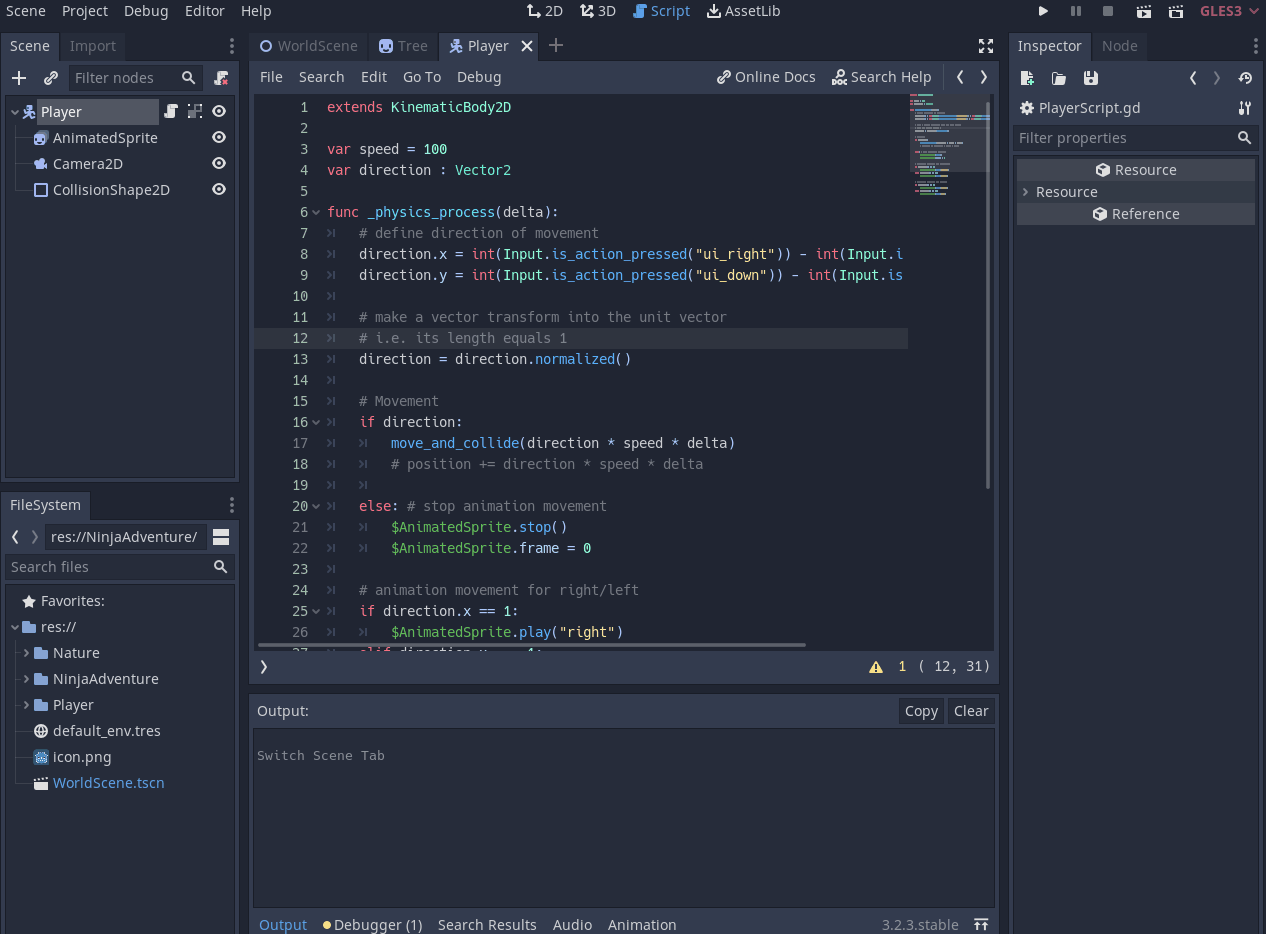 Scene Project Debug Editor Help
2D 3D Script AssetLib
GLES3
Scene Import
Filter nodes
Player
AnimatedSprite
Camera2D
CollisionShape2D
FileSystem
res://NinjaAdventure/
Search files
Favorites:
res://
Nature
NinjaAdventure
Player
default_env.tres
icon.png
WorldScene.tscn
WorldScene Tree Player
File Search Edit Go To Debug Online Docs Search Help
1 extends KinematicBody2D
2
3 var speed = 100
4 var direction : Vector2
5
6 func _physics_process(delta):
7 # define direction of movement
8 direction.x = int(Input.is_action_pressed("ui_right")) - int(Input.i
9 direction.y = int(Input.is_action_pressed("ui_down")) - int(Input.is
10
11 # make a vector transform into the unit vector
12 # i.e. its length equals 1
13 direction = direction.normalized()
14
15 # Movement
16 if direction:
17 move_and_collide(direction * speed * delta)
18 # position += direction * speed * delta
19
20 else: # stop animation movement
21 $AnimatedSprite.stop()
22 $AnimatedSprite.frame = 0
23
24 # animation movement for right/left
25 if direction.x == 1:
26 $AnimatedSprite.play("right")
1 ( 12, 31)
Output:
Copy Clear
Switch Scene Tab
Output Debugger (1) Search Results Audio Animation 3.2.3.stable
Inspector Node
PlayerScript.gd
Filter properties
Resource
Resource
Reference